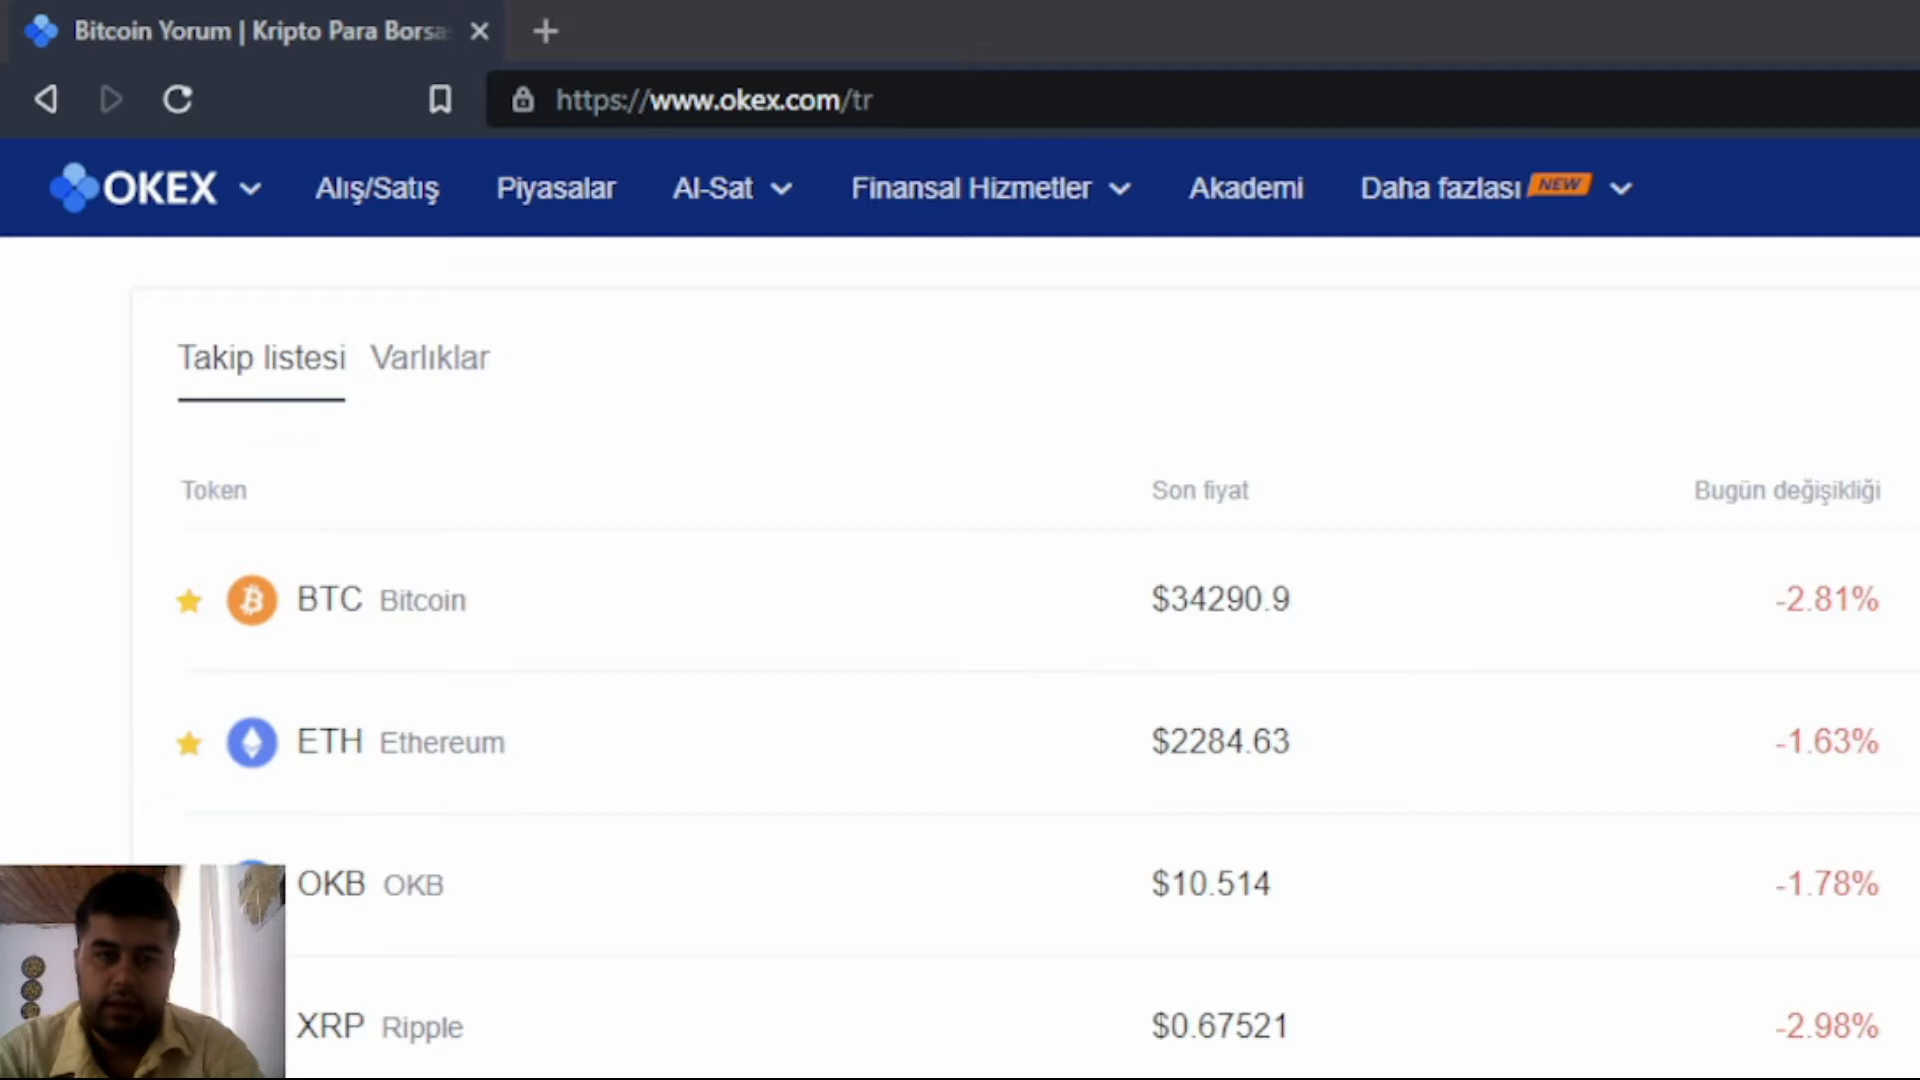 Bitcoin Yorum | Kripto Para Borsas
https://www.okex.com/tr
OKEX Alış/Satış Piyasalar Al-Sat Finansal Hizmetler Akademi Daha fazlası NEW
Takip listesi Varlıklar
Token Son fiyat Bugün değişikliği
BTC Bitcoin $34290.9 -2.81%
ETH Ethereum $2284.63 -1.63%
OKB OKB $10.514 -1.78%
XRP Ripple $0.67521 -2.98%